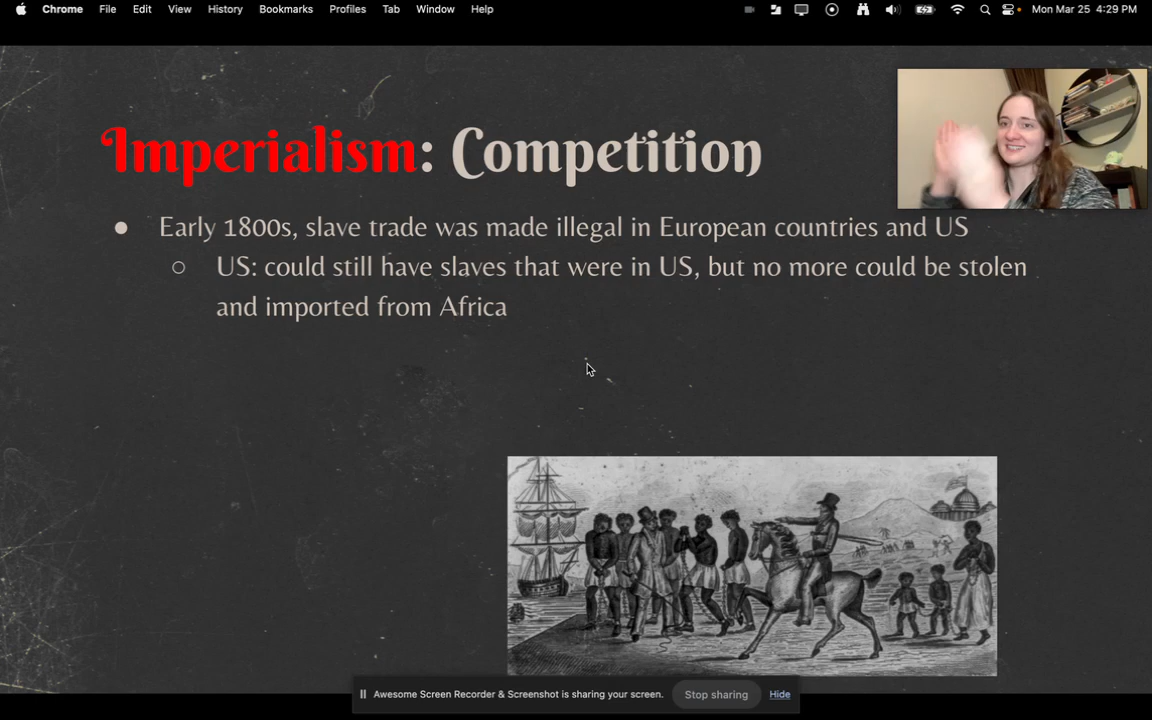 Chrome File Edit View History Bookmarks Profiles Tab Window Help Mon Mar 25 4:29 PM
Imperialism: Competition
● Early 1800s, slave trade was made illegal in European countries and US
○ US: could still have slaves that were in US, but no more could be stolen
and imported from Africa
Awesome Screen Recorder & Screenshot is sharing your screen. Stop sharing Hide